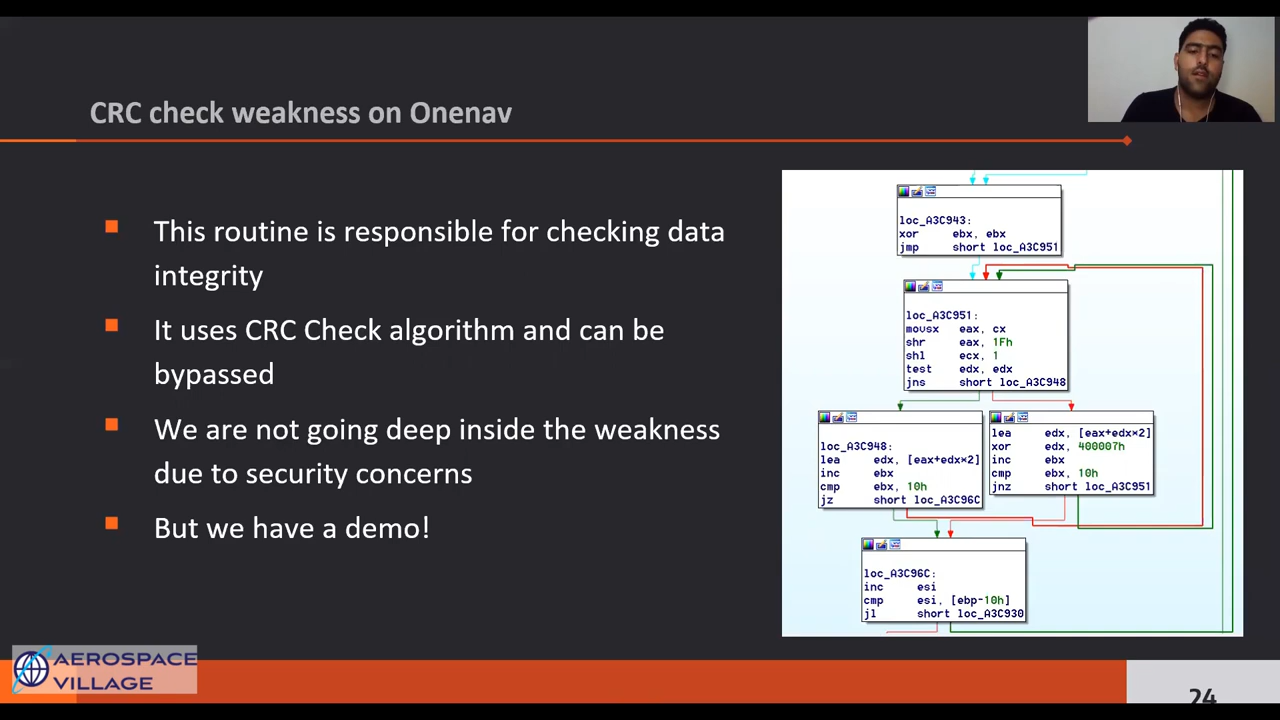 CRC check weakness on Onenav
This routine is responsible for checking data
integrity
It uses CRC Check algorithm and can be
bypassed
We are not going deep inside the weakness
due to security concerns
But we have a demo!
loc_A3C943:
xor ebx, ebx
jmp short loc_A3C951
loc_A3C951:
movsx eax, cx
shr eax, 1Fh
shl ecx, 1
test edx, edx
jns short loc_A3C948
loc_A3C948:
lea edx, [eax+edx*2]
inc ebx
cmp ebx, 10h
jz short loc_A3C96C
lea edx, [eax+edx*2]
xor edx, 400007h
inc ebx
cmp ebx, 10h
jnz short loc_A3C951
loc_A3C96C:
inc esi
cmp esi, [ebp-10h]
jl short loc_A3C930
AEROSPACE
VILLAGE
24